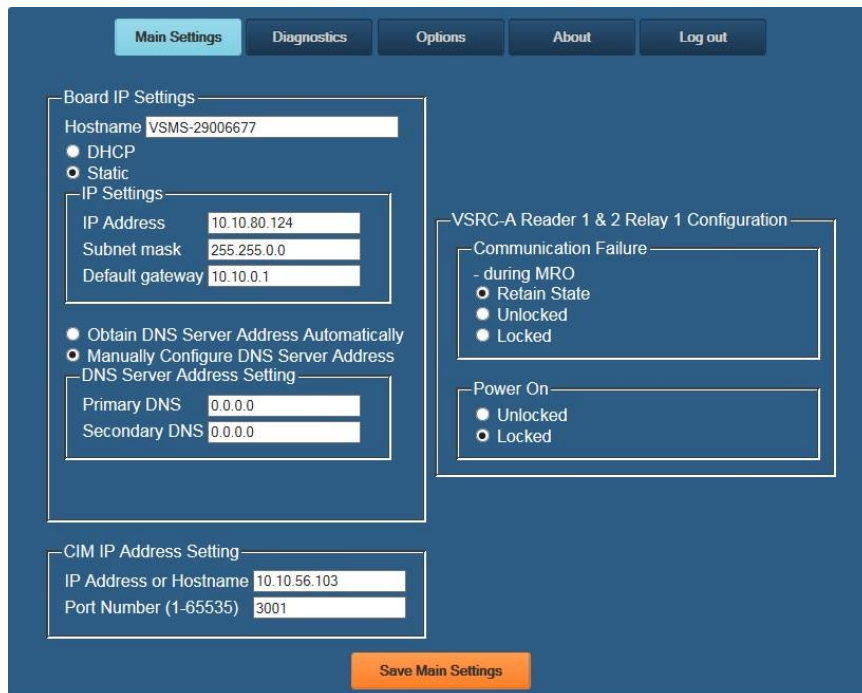 Main Settings Diagnostics Options About Log out
Board IP Settings
Hostname VSMS-29006677
DHCP
Static
IP Settings
IP Address 10.10.80.124
Subnet mask 255.255.0.0
Default gateway 10.10.0.1
Obtain DNS Server Address Automatically
Manually Configure DNS Server Address
DNS Server Address Setting
Primary DNS 0.0.0.0
Secondary DNS 0.0.0.0
VSRC-A Reader 1 & 2 Relay 1 Configuration
Communication Failure
- during MRO
Retain State
Unlocked
Locked
Power On
Unlocked
Locked
CIM IP Address Setting
IP Address or Hostname 10.10.56.103
Port Number (1-65535) 3001
Save Main Settings